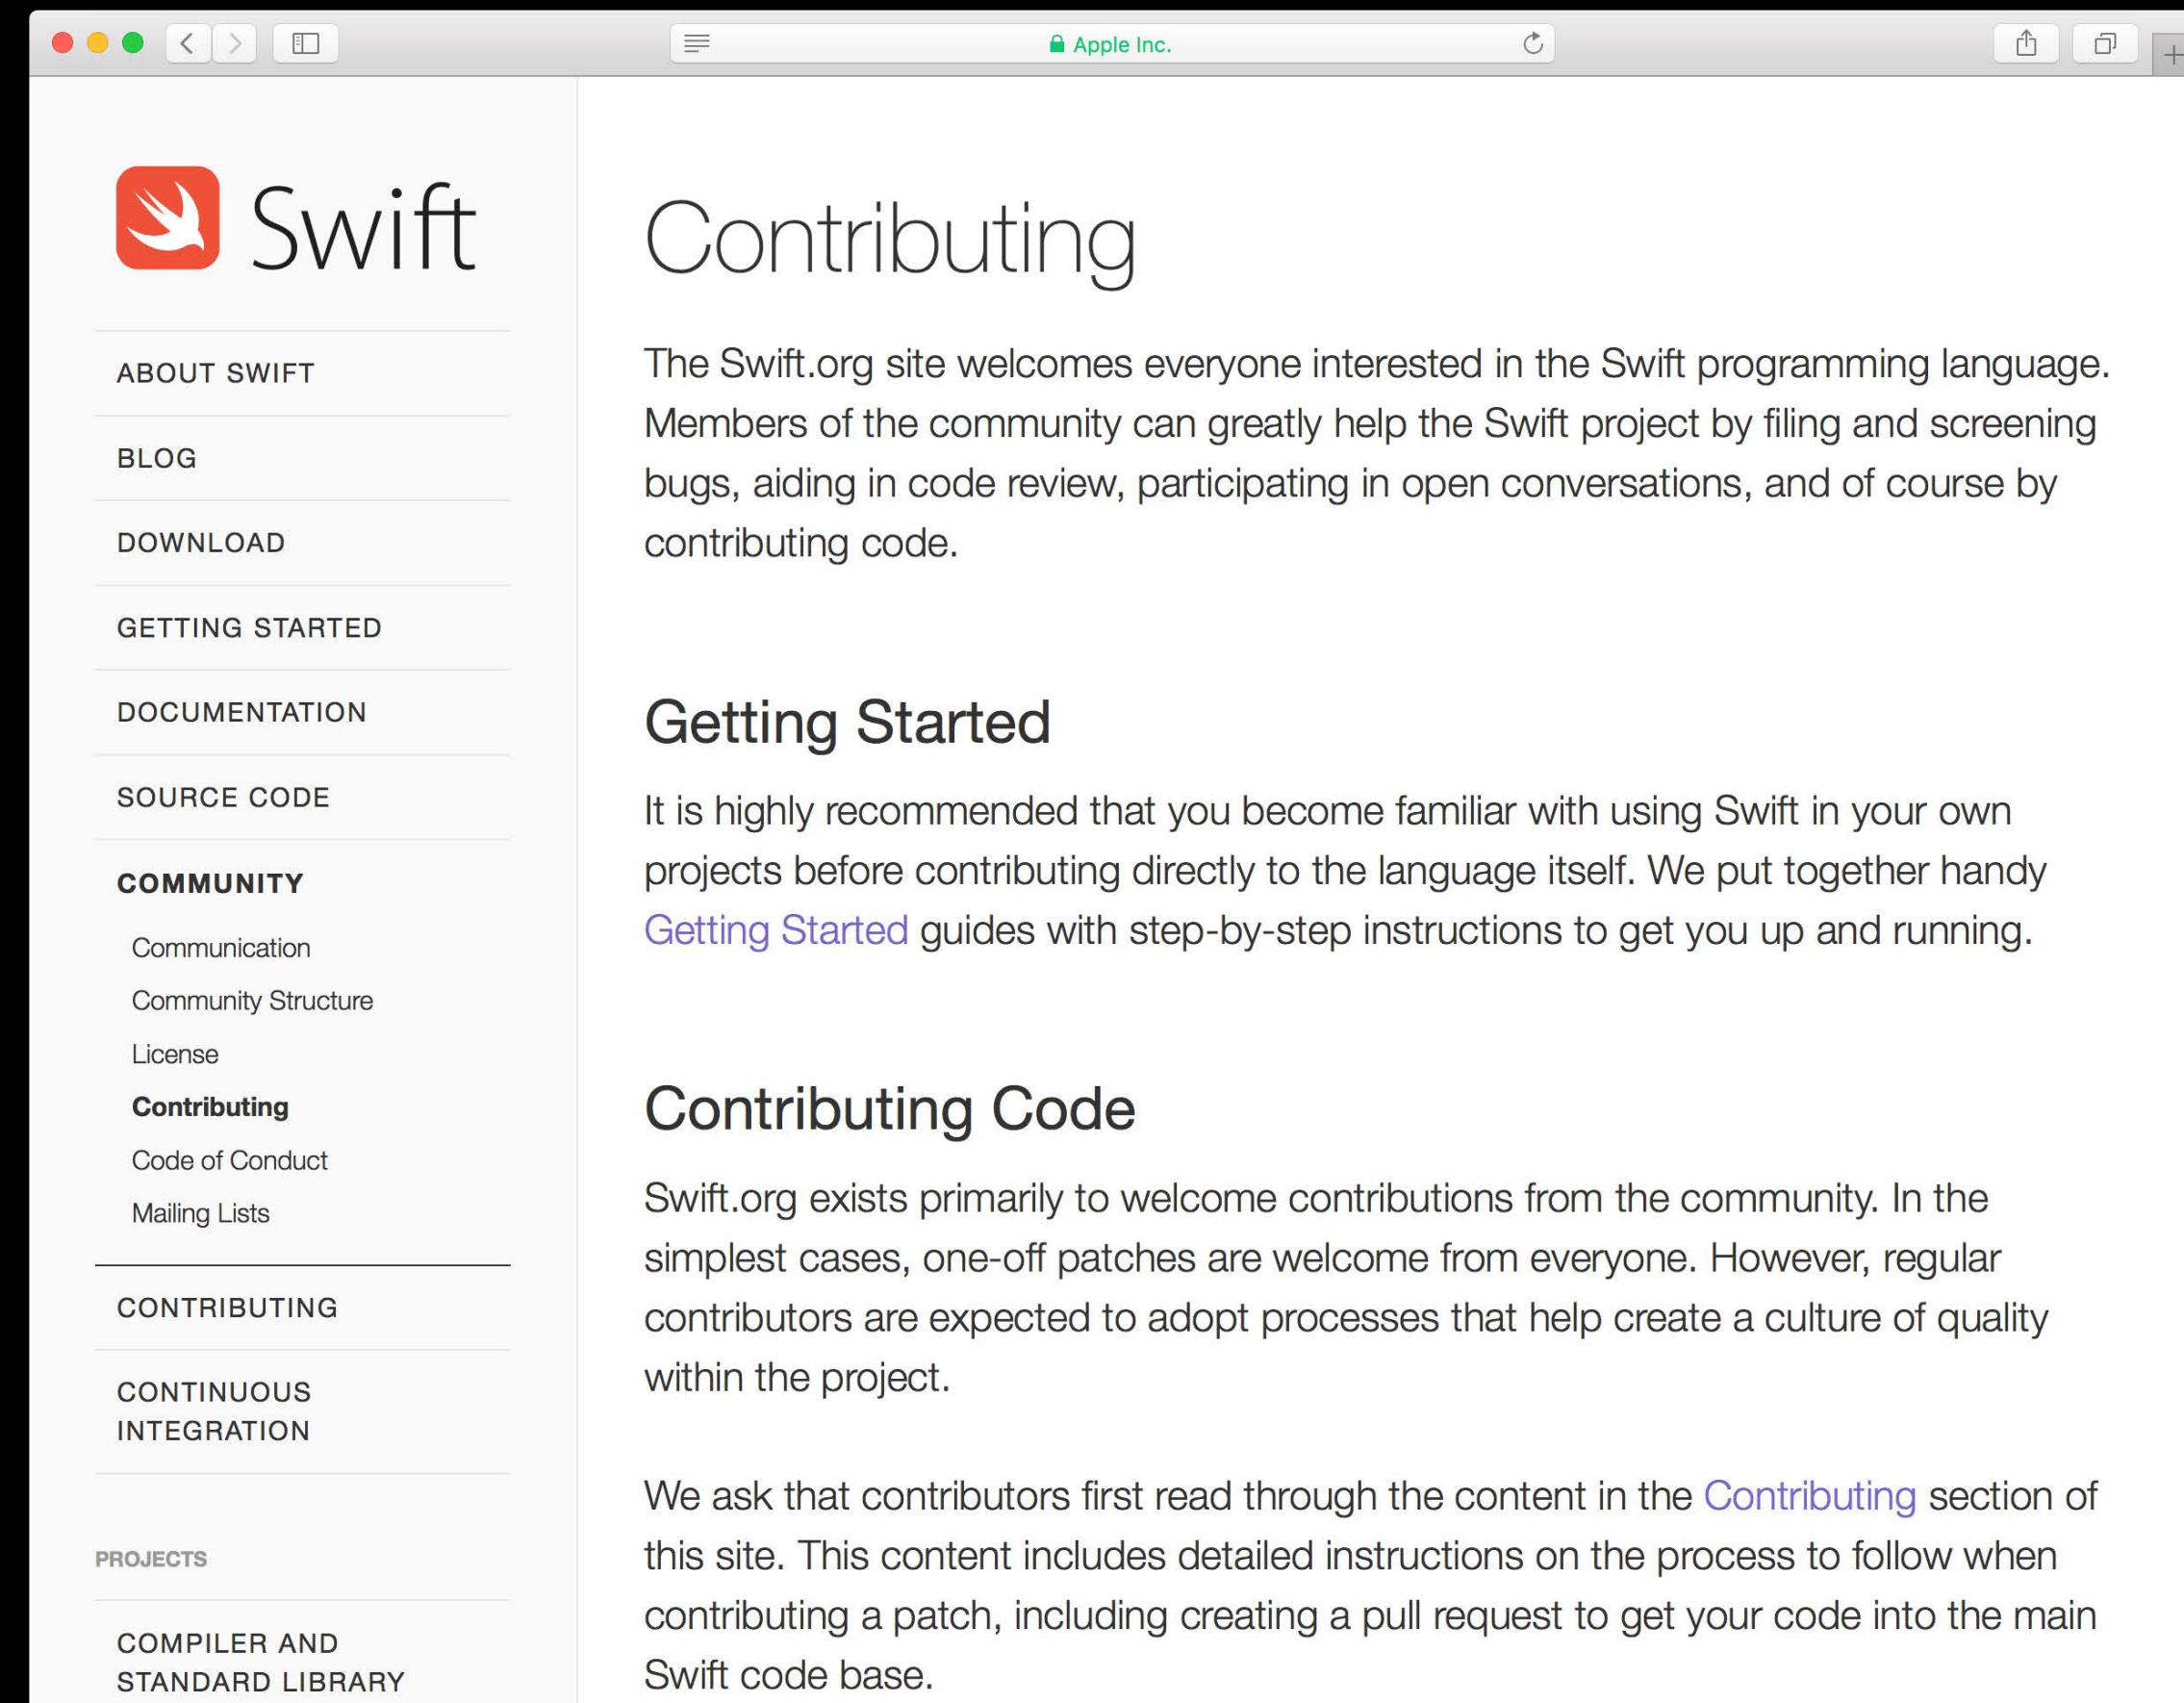 Apple Inc.
Swift
ABOUT SWIFT
BLOG
DOWNLOAD
GETTING STARTED
DOCUMENTATION
SOURCE CODE
COMMUNITY
Communication
Community Structure
License
Contributing
Code of Conduct
Mailing Lists
CONTRIBUTING
CONTINUOUS
INTEGRATION
PROJECTS
COMPILER AND
STANDARD LIBRARY
Contributing
The Swift.org site welcomes everyone interested in the Swift programming language.
Members of the community can greatly help the Swift project by filing and screening
bugs, aiding in code review, participating in open conversations, and of course by
contributing code.
Getting Started
It is highly recommended that you become familiar with using Swift in your own
projects before contributing directly to the language itself. We put together handy
Getting Started guides with step-by-step instructions to get you up and running.
Contributing Code
Swift.org exists primarily to welcome contributions from the community. In the
simplest cases, one-off patches are welcome from everyone. However, regular
contributors are expected to adopt processes that help create a culture of quality
within the project.
We ask that contributors first read through the content in the Contributing section of
this site. This content includes detailed instructions on the process to follow when
contributing a patch, including creating a pull request to get your code into the main
Swift code base.